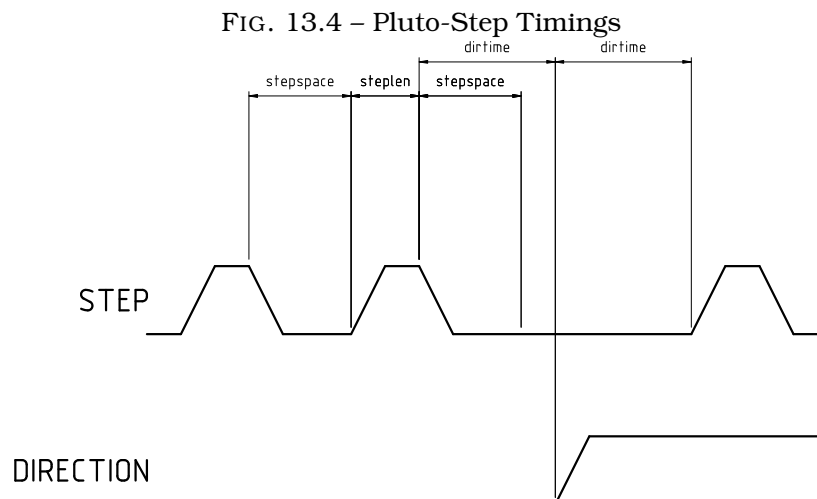 FIG. 13.4 – Pluto-Step Timings
dirtime dirtime
stepspace steplen stepspace
STEP
DIRECTION